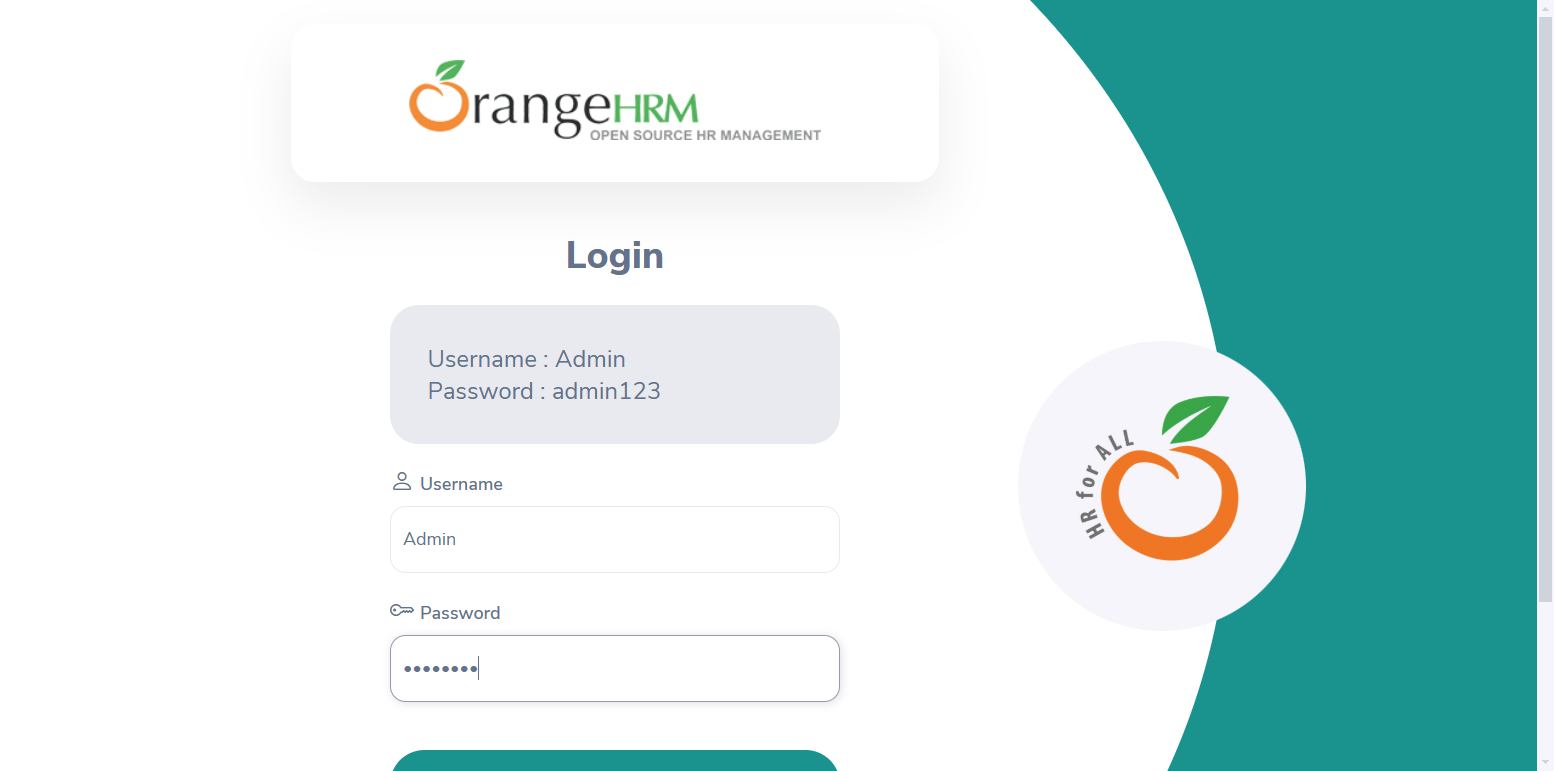 OrangeHRM
OPEN SOURCE HR MANAGEMENT
Login
Username : Admin
Password : admin123
Username
Admin
Password
••••••••
HR for ALL